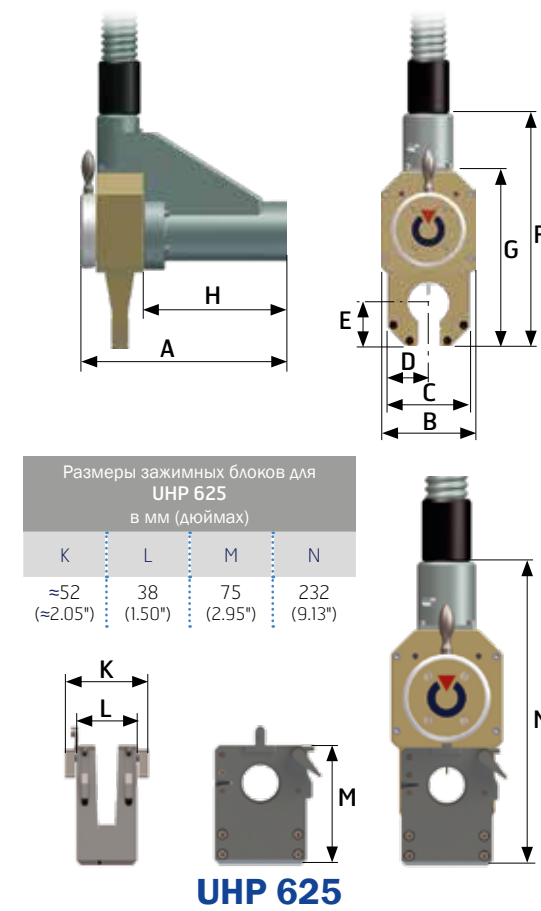 H
A
E
D
C
B
G
F
Размеры зажимных блоков для
UHP 625
в мм (дюймах)
K L M N
≈52 38 75 232
(≈2.05") (1.50") (2.95") (9.13")
K
L
M
N
UHP 625